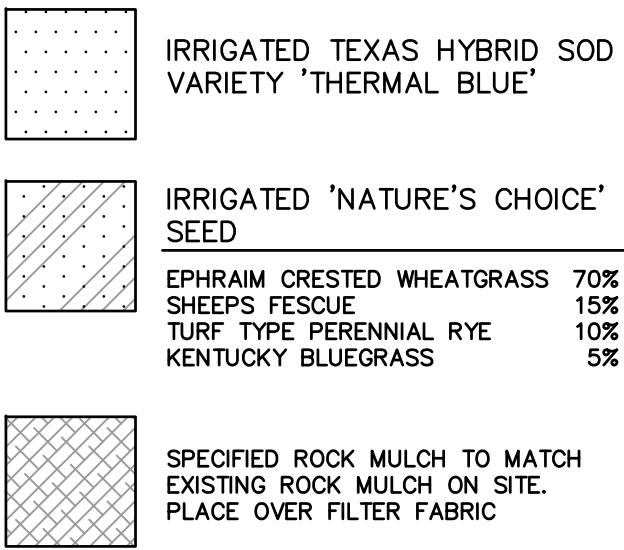 IRRIGATED TEXAS HYBRID SOD
VARIETY 'THERMAL BLUE'
IRRIGATED 'NATURE'S CHOICE'
SEED
EPHRAIM CRESTED WHEATGRASS 70%
SHEEPS FESCUE 15%
TURF TYPE PERENNIAL RYE 10%
KENTUCKY BLUEGRASS 5%
SPECIFIED ROCK MULCH TO MATCH
EXISTING ROCK MULCH ON SITE.
PLACE OVER FILTER FABRIC